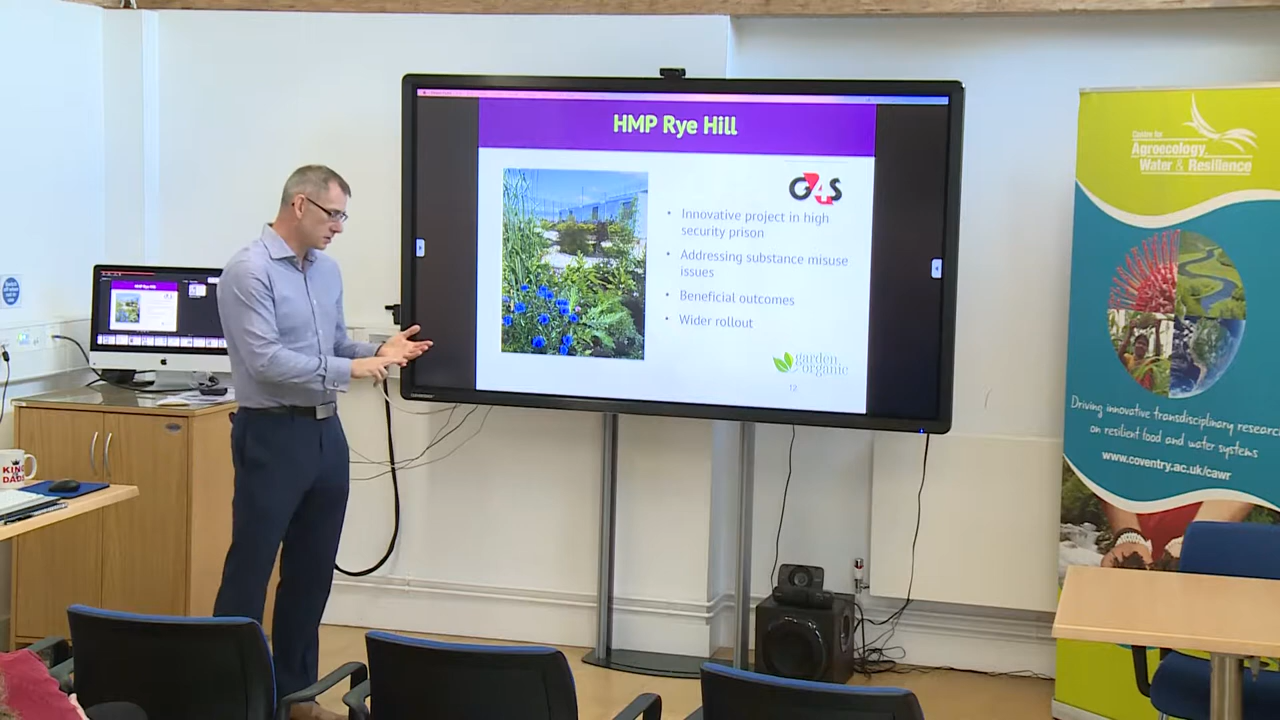 HMP Rye Hill
G4S
• Innovative project in high
security prison
• Addressing substance misuse
issues
• Beneficial outcomes
• Wider rollout
garden
organic
12
HMP Rye Hill
KING
DADS
Centre for
Agroecology,
Water & Resilience
Driving innovative transdisciplinary research
on resilient food and water systems
www.coventry.ac.uk/cawr